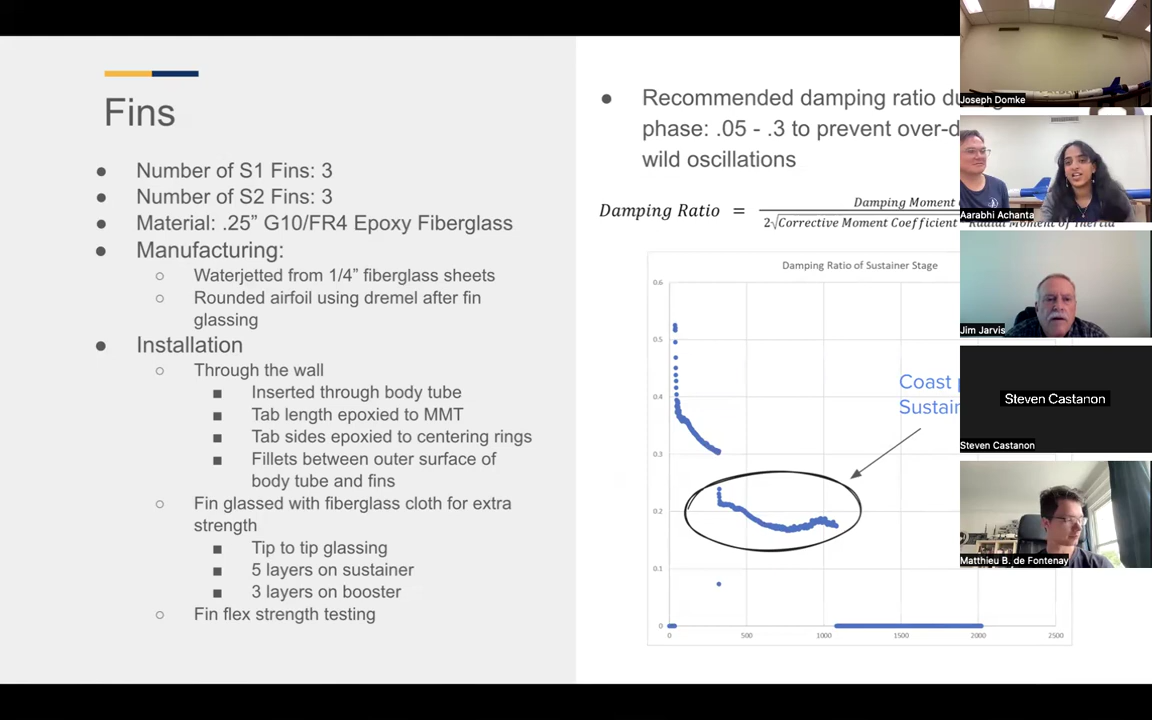 Fins
● Number of S1 Fins: 3
● Number of S2 Fins: 3
● Material: .25” G10/FR4 Epoxy Fiberglass
● Manufacturing:
○ Waterjetted from 1/4” fiberglass sheets
○ Rounded airfoil using dremel after fin
glassing
● Installation
○ Through the wall
■ Inserted through body tube
■ Tab length epoxied to MMT
■ Tab sides epoxied to centering rings
■ Fillets between outer surface of
body tube and fins
○ Fin glassed with fiberglass cloth for extra
strength
■ Tip to tip glassing
■ 5 layers on sustainer
■ 3 layers on booster
○ Fin flex strength testing
● Recommended damping ratio
phase: .05 - .3 to prevent
wild oscillations
Damping Ratio =
Damping Moment
2√Corrective Moment Coefficient Radial Moment of Inertia
Damping Ratio of Sustainer Stage
0.6
0.5
0.4
0.3
0.2
0.1
0
0 500 1000 1500 2000 2500
Coast
Sustain
Joseph Domke
Aarabhi Achanta
Jim Jarvis
Steven Castanon
Steven Castanon
Matthieu B. de Fontenay